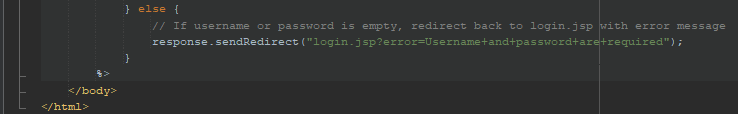 } else {
// If username or password is empty, redirect back to login.jsp with error message
response.sendRedirect("login.jsp?error=Username+and+password+are+required");
}
%>
</body>
</html>